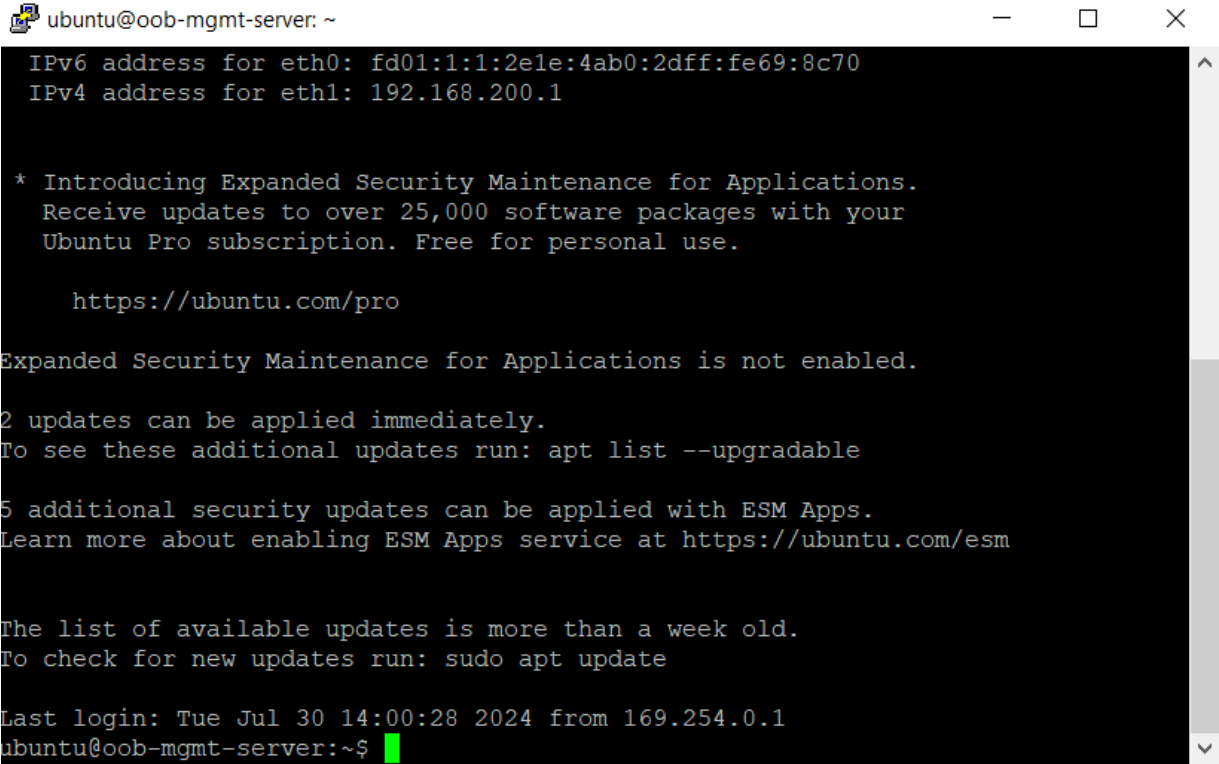 ubuntu@oob-mgmt-server: ~
IPv6 address for eth0: fd01:1:1:2e1e:4ab0:2dff:fe69:8c70
IPv4 address for eth1: 192.168.200.1
* Introducing Expanded Security Maintenance for Applications.
Receive updates to over 25,000 software packages with your
Ubuntu Pro subscription. Free for personal use.
https://ubuntu.com/pro
Expanded Security Maintenance for Applications is not enabled.
2 updates can be applied immediately.
To see these additional updates run: apt list --upgradable
5 additional security updates can be applied with ESM Apps.
Learn more about enabling ESM Apps service at https://ubuntu.com/esm
The list of available updates is more than a week old.
To check for new updates run: sudo apt update
Last login: Tue Jul 30 14:00:28 2024 from 169.254.0.1
ubuntu@oob-mgmt-server:~$